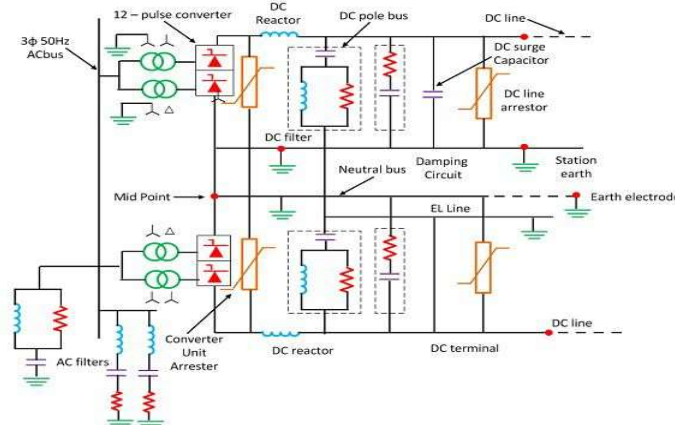 12 – pulse converter
DC
Reactor
DC pole bus
DC line
3ϕ 50Hz
ACbus
DC surge
Capacitor
DC line
arrestor
DC filter
Damping
Circuit
Station
earth
Neutral bus
Mid Point
Earth electrode
EL Line
DC line
Converter
Unit
Arrester
DC reactor
DC terminal
AC filters